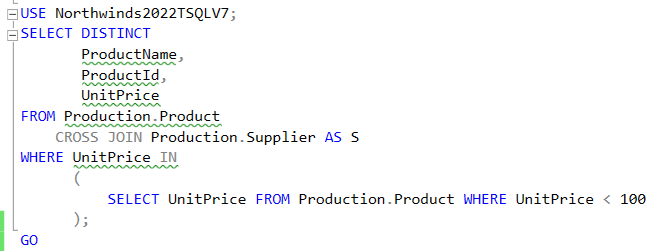 USE Northwinds2022TSQLV7;
SELECT DISTINCT
ProductName,
ProductId,
UnitPrice
FROM Production.Product
CROSS JOIN Production.Supplier AS S
WHERE UnitPrice IN
(
SELECT UnitPrice FROM Production.Product WHERE UnitPrice < 100
);
GO